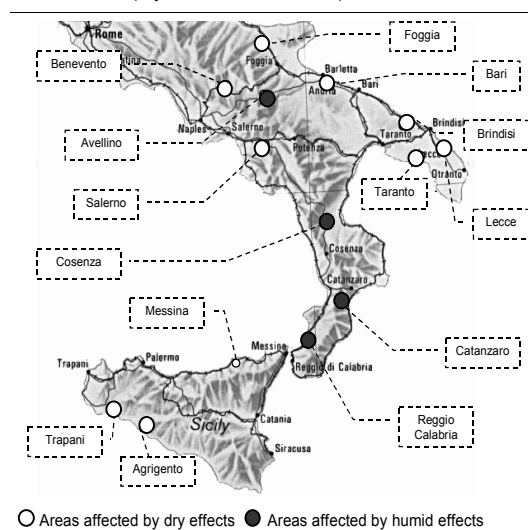 Rome
Foggia
Benevento
Foggia
Barletta
Bari
Andria
Bari
Naples
Salerno
Brindisi
Taranto
Brindisi
Avellino
Potenza
Lecce
Otranto
Salerno
Taranto
Lecce
Cosenza
Cosenza
Catanzaro
Messina
Messina
Catanzaro
Trapani
Palermo
Reggio di Calabria
Sicily
Catania
Reggio
Calabria
Trapani
Siracusa
Agrigento
Areas affected by dry effects
Areas affected by humid effects